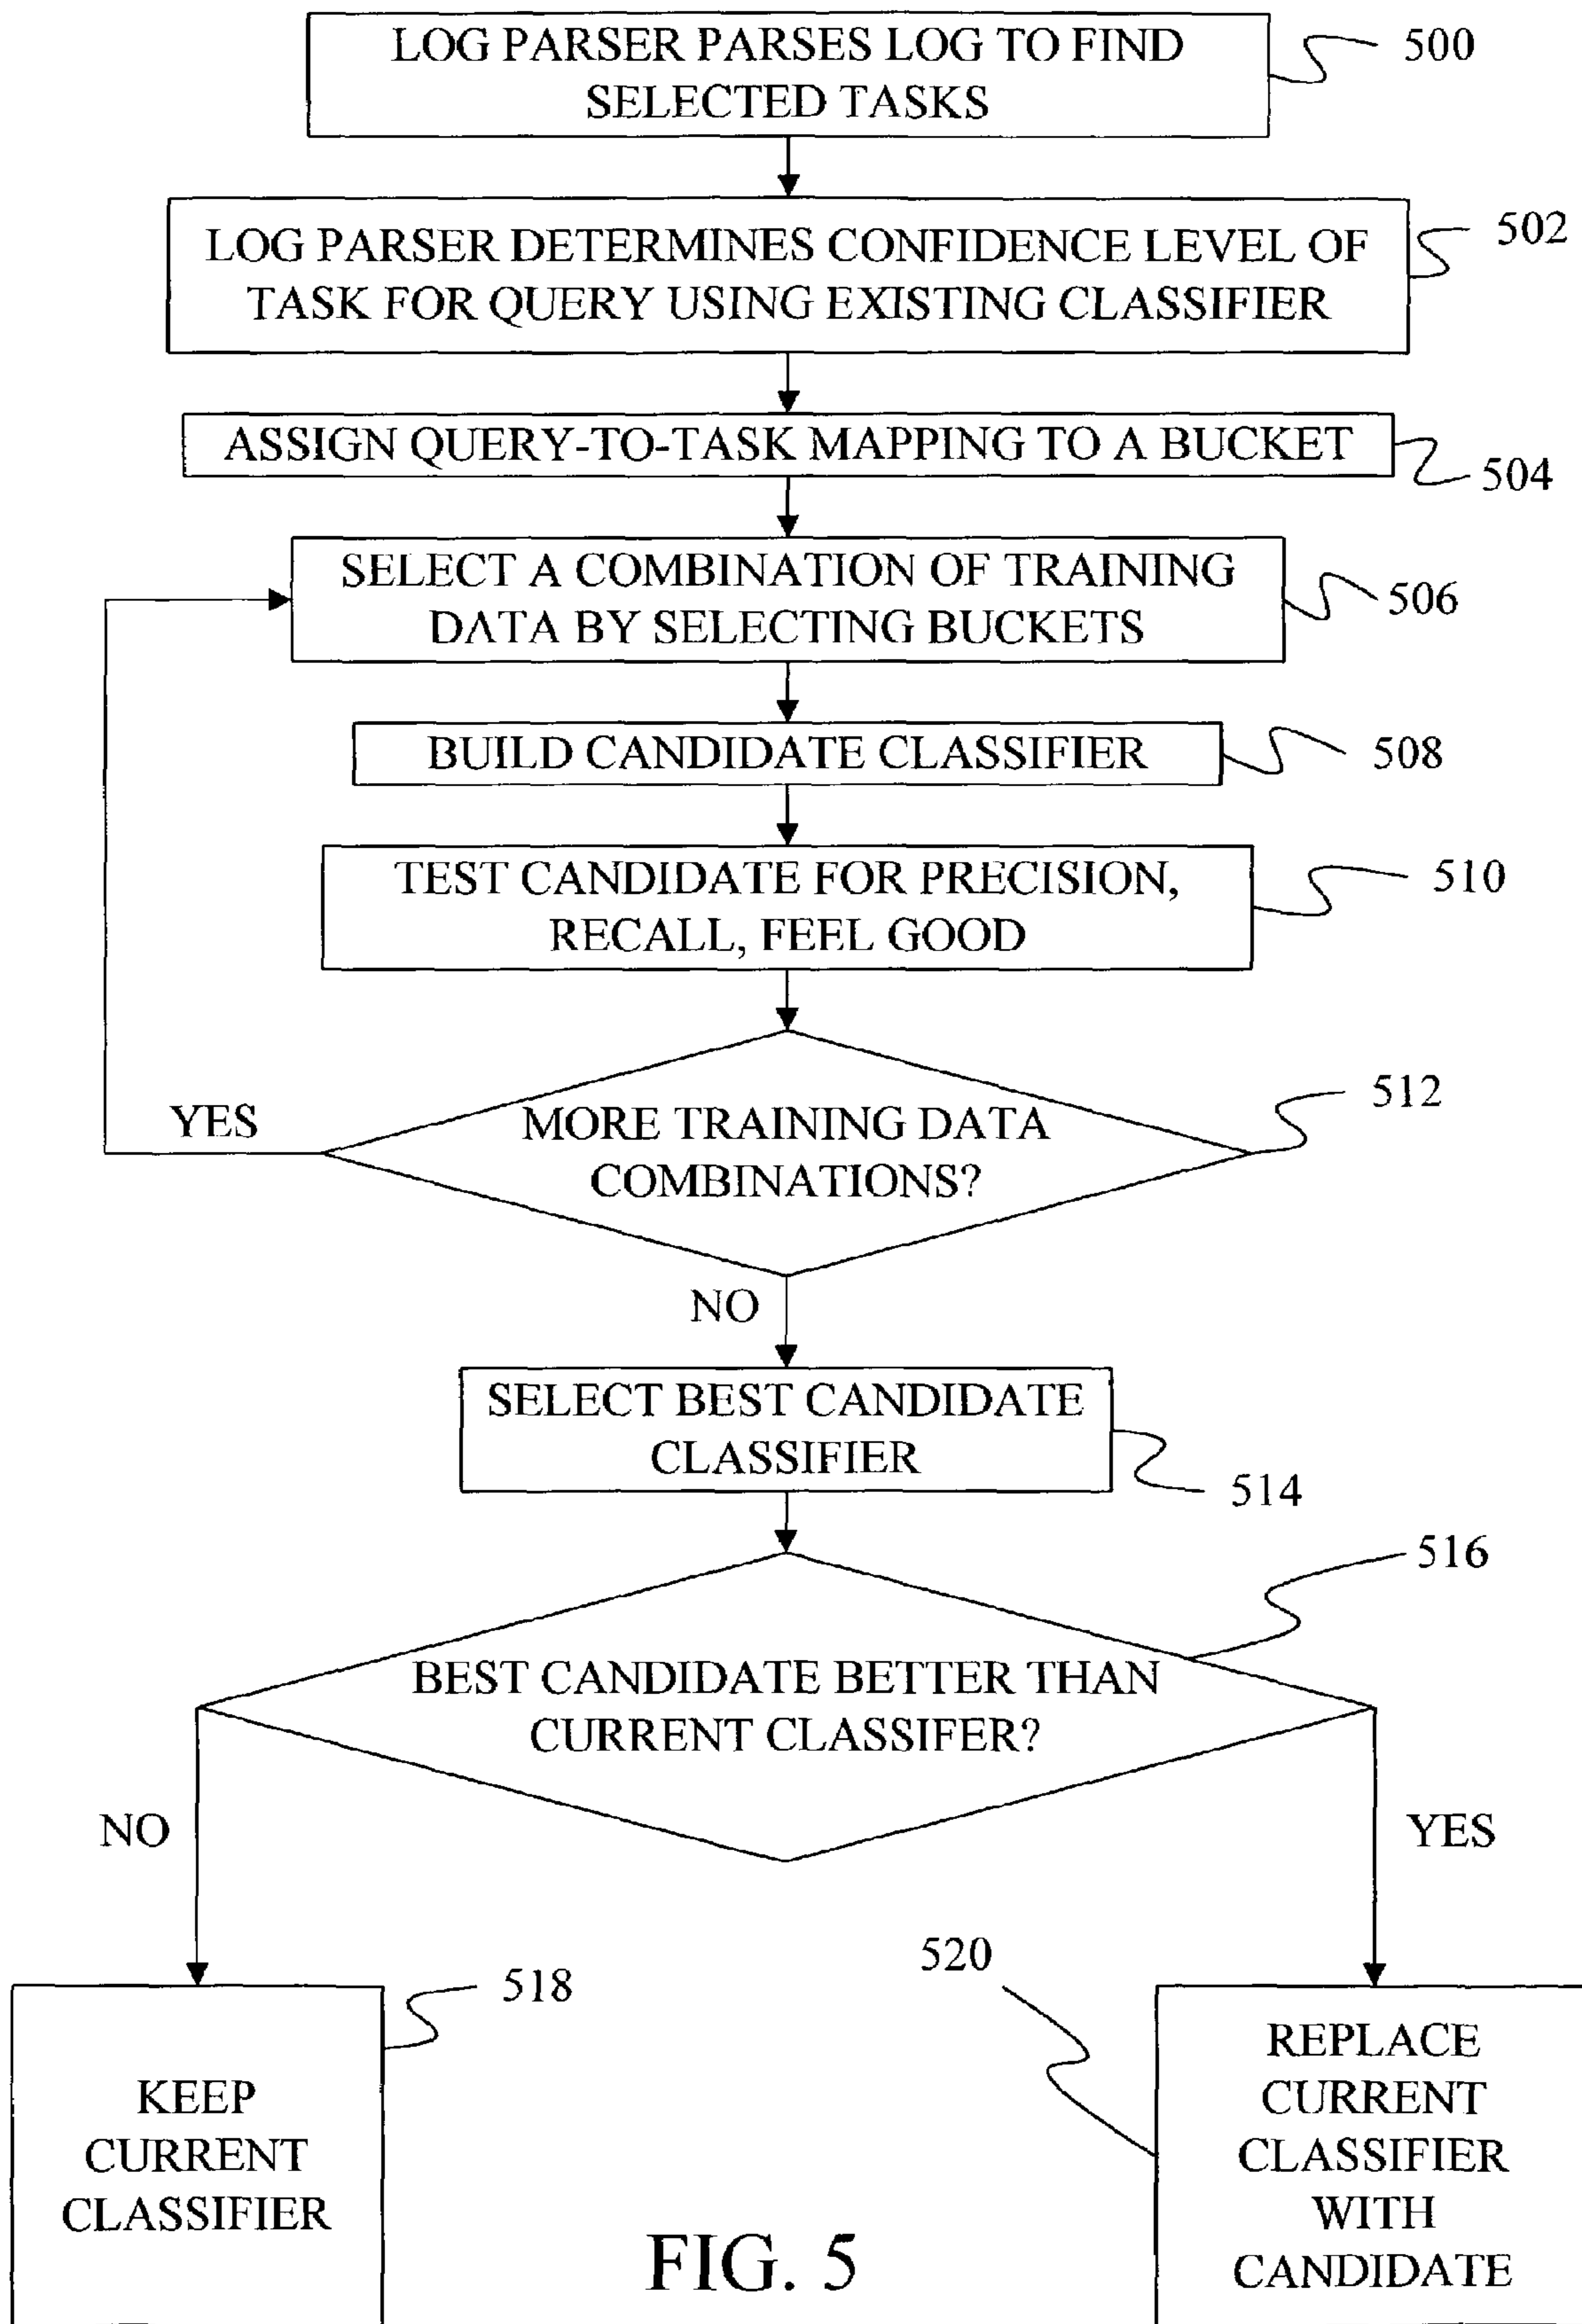 LOG PARSER PARSES LOG TO FIND
SELECTED TASKS
500
LOG PARSER DETERMINES CONFIDENCE LEVEL OF
TASK FOR QUERY USING EXISTING CLASSIFIER
502
ASSIGN QUERY-TO-TASK MAPPING TO A BUCKET
504
SELECT A COMBINATION OF TRAINING
DATA BY SELECTING BUCKETS
506
BUILD CANDIDATE CLASSIFIER
508
TEST CANDIDATE FOR PRECISION,
RECALL, FEEL GOOD
510
MORE TRAINING DATA
COMBINATIONS?
512
YES
NO
SELECT BEST CANDIDATE
CLASSIFIER
514
BEST CANDIDATE BETTER THAN
CURRENT CLASSIFER?
516
NO
YES
KEEP
CURRENT
CLASSIFIER
518
520
REPLACE
CURRENT
CLASSIFIER
WITH
CANDIDATE
FIG. 5